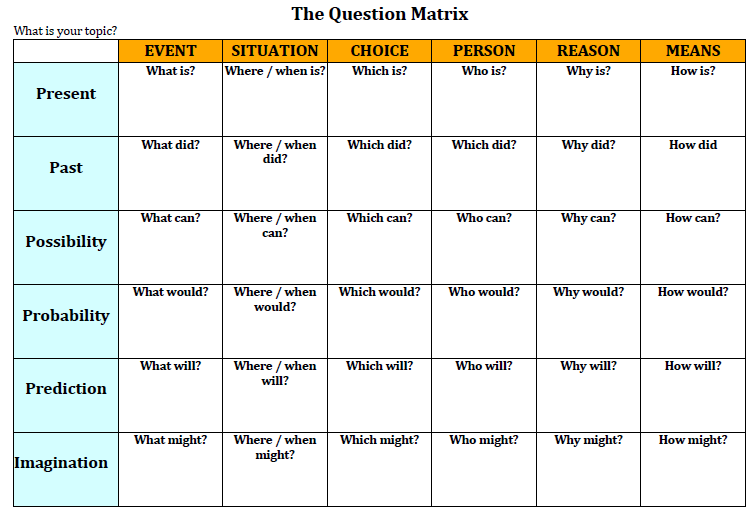 The Question Matrix
What is your topic?
EVENT SITUATION CHOICE PERSON REASON MEANS
Present
What is? Where / when is? Which is? Who is? Why is? How is?
Past
What did? Where / when did? Which did? Which did? Why did? How did
Possibility
What can? Where / when can? Which can? Who can? Why can? How can?
Probability
What would? Where / when would? Which would? Who would? Why would? How would?
Prediction
What will? Where / when will? Which will? Who will? Why will? How will?
Imagination
What might? Where / when might? Which might? Who might? Why might? How might?